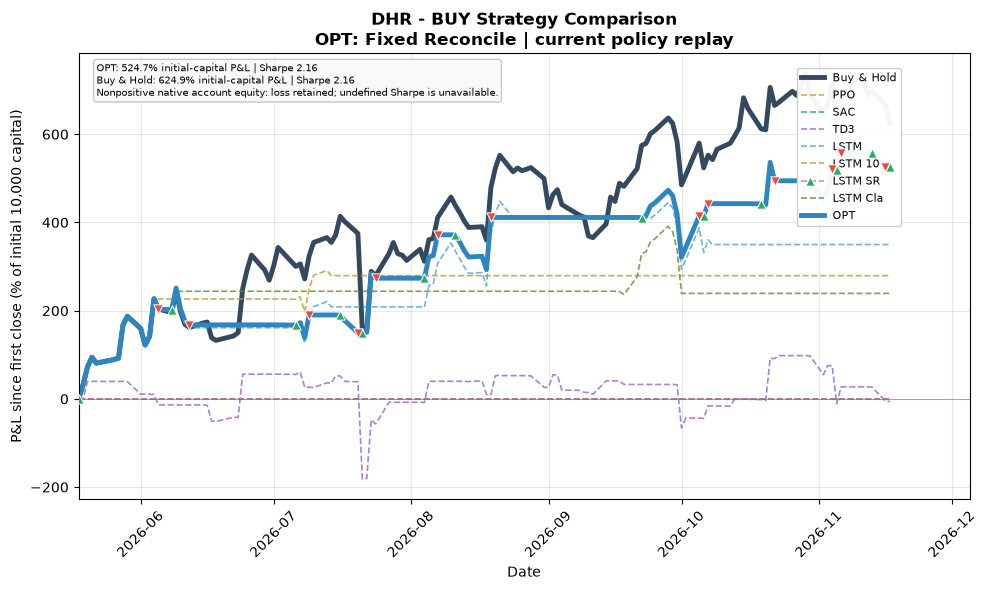 DHR - BUY Strategy Comparison
OPT: Fixed Reconcile | current policy replay
OPT: 524.7% initial-capital P&L | Sharpe 2.16
Buy & Hold: 624.9% initial-capital P&L | Sharpe 2.16
Nonpositive native account equity: loss retained; undefined Sharpe is unavailable.
Buy & Hold
PPO
SAC
TD3
LSTM
LSTM 10
LSTM SR
LSTM Cla
OPT
P&L since first close (% of initial 10,000 capital)
600
400
200
0
−200
2026-06
2026-07
2026-08
2026-09
2026-10
2026-11
2026-12
Date